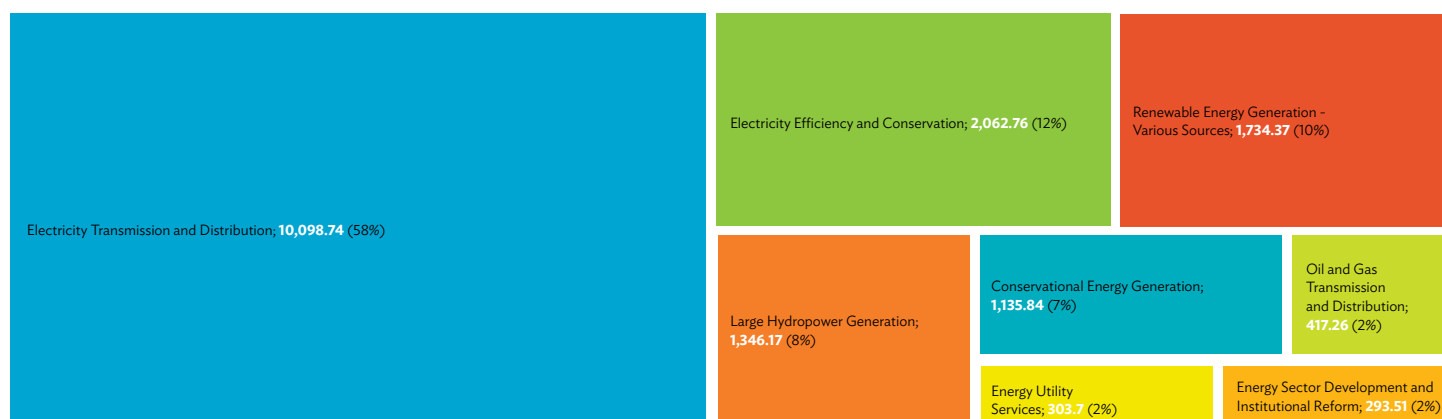 Electricity Transmission and Distribution; 10,098.74 (58%)
Electricity Efficiency and Conservation; 2,062.76 (12%)
Renewable Energy Generation -
Various Sources; 1,734.37 (10%)
Large Hydropower Generation;
1,346.17 (8%)
Conservational Energy Generation;
1,135.84 (7%)
Oil and Gas
Transmission
and Distribution;
417.26 (2%)
Energy Utility
Services; 303.7 (2%)
Energy Sector Development and
Institutional Reform; 293.51 (2%)